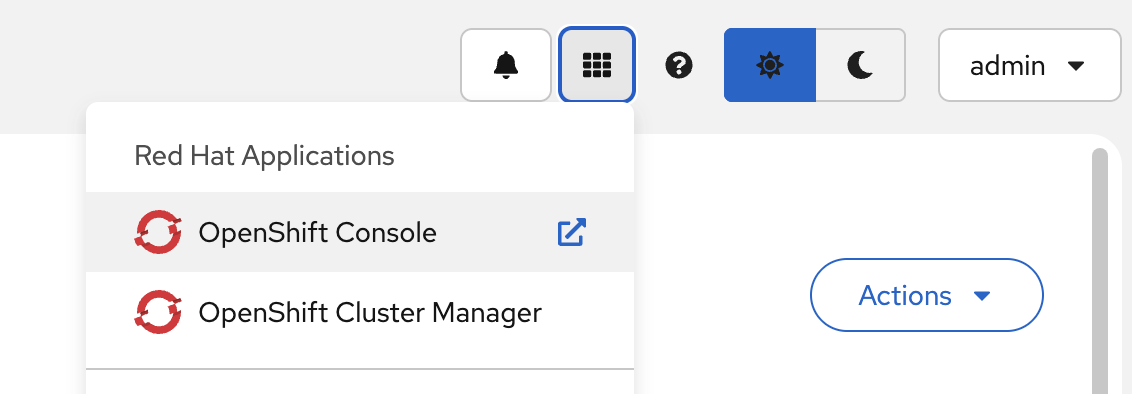 admin
Red Hat Applications
OpenShift Console
OpenShift Cluster Manager
Actions